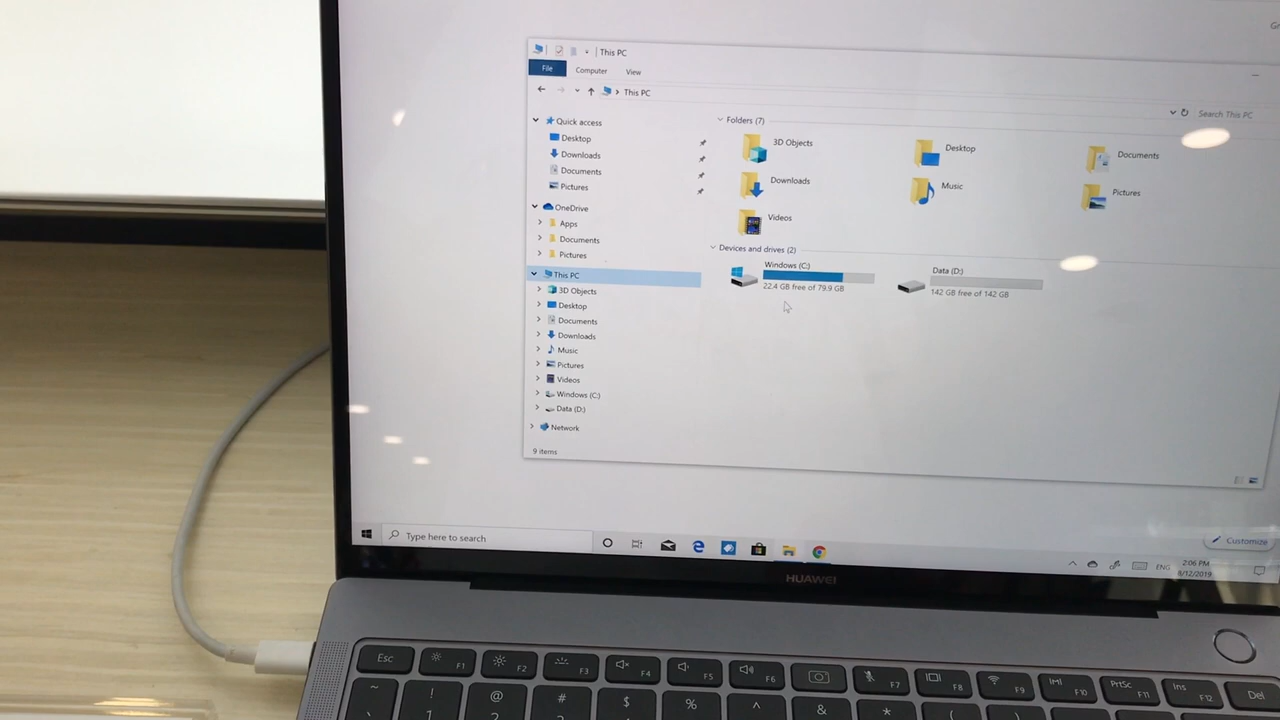 This PC
File Computer View
This PC
Search This PC
Quick access
Desktop
Downloads
Documents
Pictures
OneDrive
Apps
Documents
Pictures
This PC
3D Objects
Desktop
Documents
Downloads
Music
Pictures
Videos
Windows (C:)
Data (D:)
Network
9 items
Folders (7)
3D Objects
Desktop
Documents
Downloads
Music
Pictures
Videos
Devices and drives (2)
Windows (C:)
22.4 GB free of 79.9 GB
Data (D:)
142 GB free of 142 GB
Customize
Type here to search
ENG
2:06 PM
8/12/2019
HUAWEI
Esc F1 F2 F3 F4 F5 F6 F7 F8 F9 F10 PrtSc F11 Ins F12 Del
~ ! @ # $ % ^ & * ( )